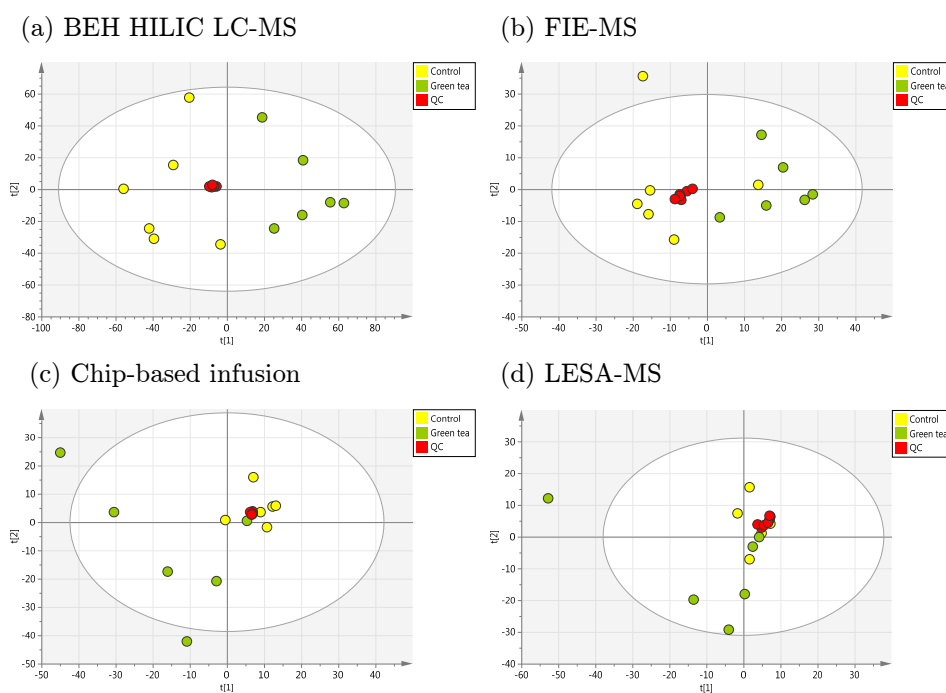 (a) BEH HILIC LC-MS
Control
Green tea
QC
60
40
20
0
-20
-40
-60
-80
t[2]
-100 -80 -60 -40 -20 0 20 40 60 80
t[1]
(b) FIE-MS
Control
Green tea
QC
30
20
10
0
-10
-20
-30
-40
t[2]
-50 -40 -30 -20 -10 0 10 20 30 40
t[1]
(c) Chip-based infusion
Control
Green tea
QC
30
20
10
0
-10
-20
-30
-40
-50
t[2]
-50 -40 -30 -20 -10 0 10 20 30 40
t[1]
(d) LESA-MS
Control
Green tea
QC
30
20
10
0
-10
-20
-30
-40
t[2]
-60 -50 -40 -30 -20 -10 0 10 20 30
t[1]